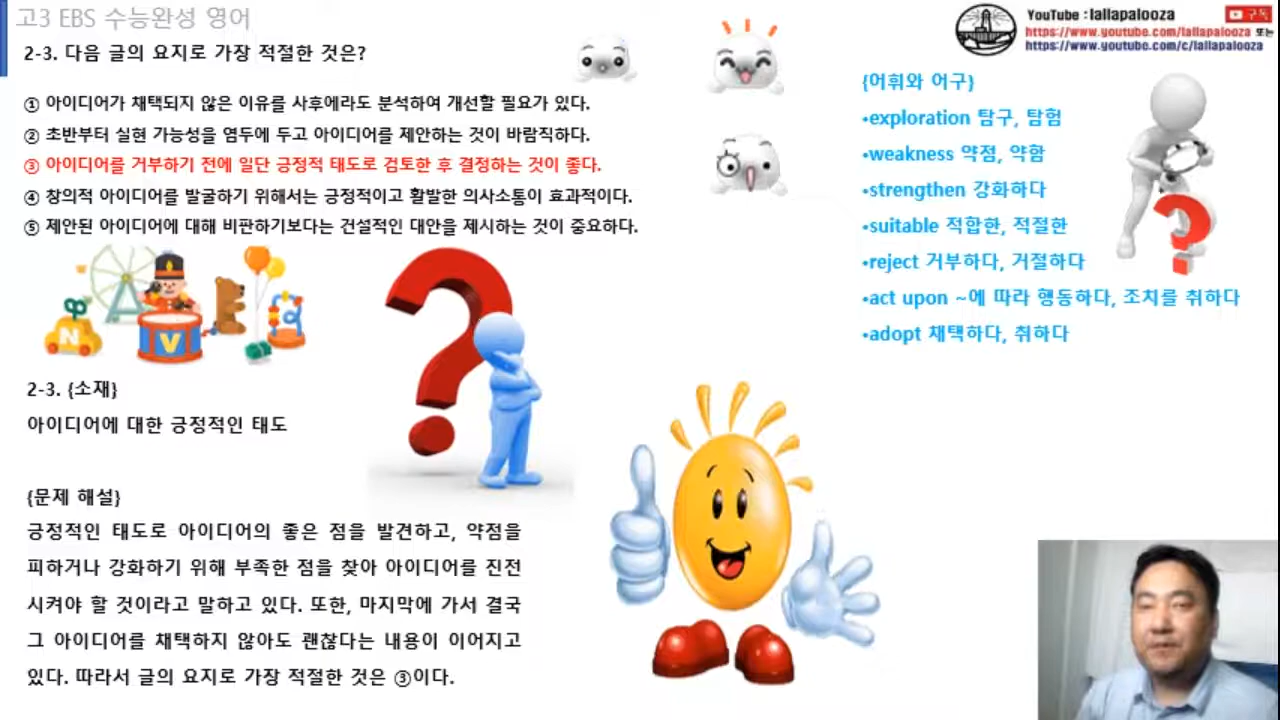 고3 EBS 수능완성 영어
2-3. 다음 글의 요지로 가장 적절한 것은?
① 아이디어가 채택되지 않은 이유를 사후에라도 분석하여 개선할 필요가 있다.
② 초반부터 실현 가능성을 염두에 두고 아이디어를 제안하는 것이 바람직하다.
③ 아이디어를 거부하기 전에 일단 긍정적 태도로 검토한 후 결정하는 것이 좋다.
④ 창의적 아이디어를 발굴하기 위해서는 긍정적이고 활발한 의사소통이 효과적이다.
⑤ 제안된 아이디어에 대해 비판하기보다는 건설적인 대안을 제시하는 것이 중요하다.
N V E Q
2-3. {소재}
아이디어에 대한 긍정적인 태도
{문제 해설}
긍정적인 태도로 아이디어의 좋은 점을 발견하고, 약점을
피하거나 강화하기 위해 부족한 점을 찾아 아이디어를 진전
시켜야 할 것이라고 말하고 있다. 또한, 마지막에 가서 결국
그 아이디어를 채택하지 않아도 괜찮다는 내용이 이어지고
있다. 따라서 글의 요지로 가장 적절한 것은 ③이다.
YouTube : lallapalooza
구독
https://www.youtube.com/lallapalooza 또는
https://www.youtube.com/c/lallapalooza
{어휘와 어구}
•exploration 탐구, 탐험
•weakness 약점, 약함
•strengthen 강화하다
•suitable 적합한, 적절한
•reject 거부하다, 거절하다
•act upon ~에 따라 행동하다, 조치를 취하다
•adopt 채택하다, 취하다